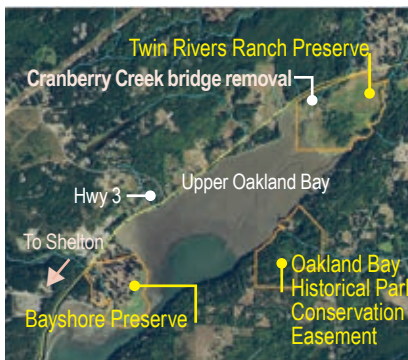 Twin Rivers Ranch Preserve
Cranberry Creek bridge removal
Upper Oakland Bay
Hwy 3
To Shelton
Oakland Bay
Historical Park
Conservation
Easement
Bayshore Preserve